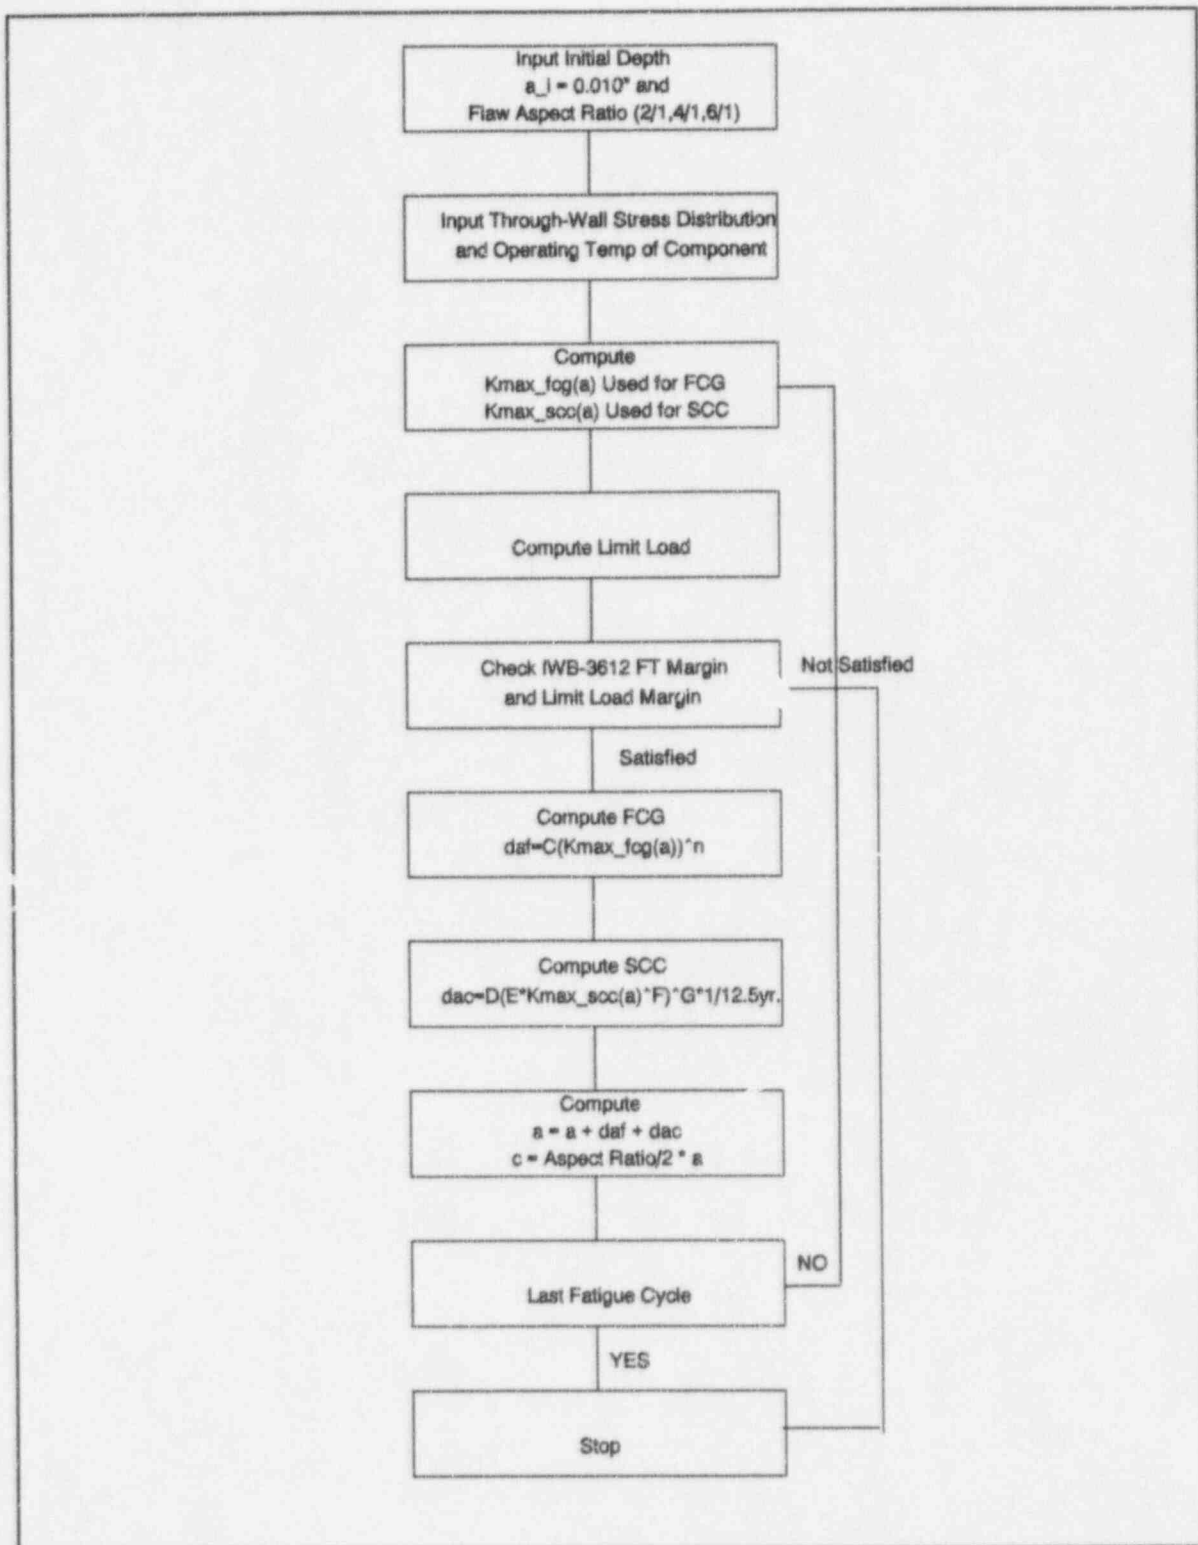 Input Initial Depth
a_i = 0.010" and
Flaw Aspect Ratio (2/1,4/1,6/1)
Input Through-Wall Stress Distribution
and Operating Temp of Component
Compute
Kmax_fcg(a) Used for FCG
Kmax_scc(a) Used for SCC
Compute Limit Load
Check IWB-3612 FT Margin
and Limit Load Margin
Not Satisfied
Satisfied
Compute FCG
daf=C(Kmax_fcg(a))^n
Compute SCC
dac=D(E*Kmax_scc(a)^F)^G*1/12.5yr.
Compute
a = a + daf + dac
c = Aspect Ratio/2 * a
Last Fatigue Cycle
NO
YES
Stop